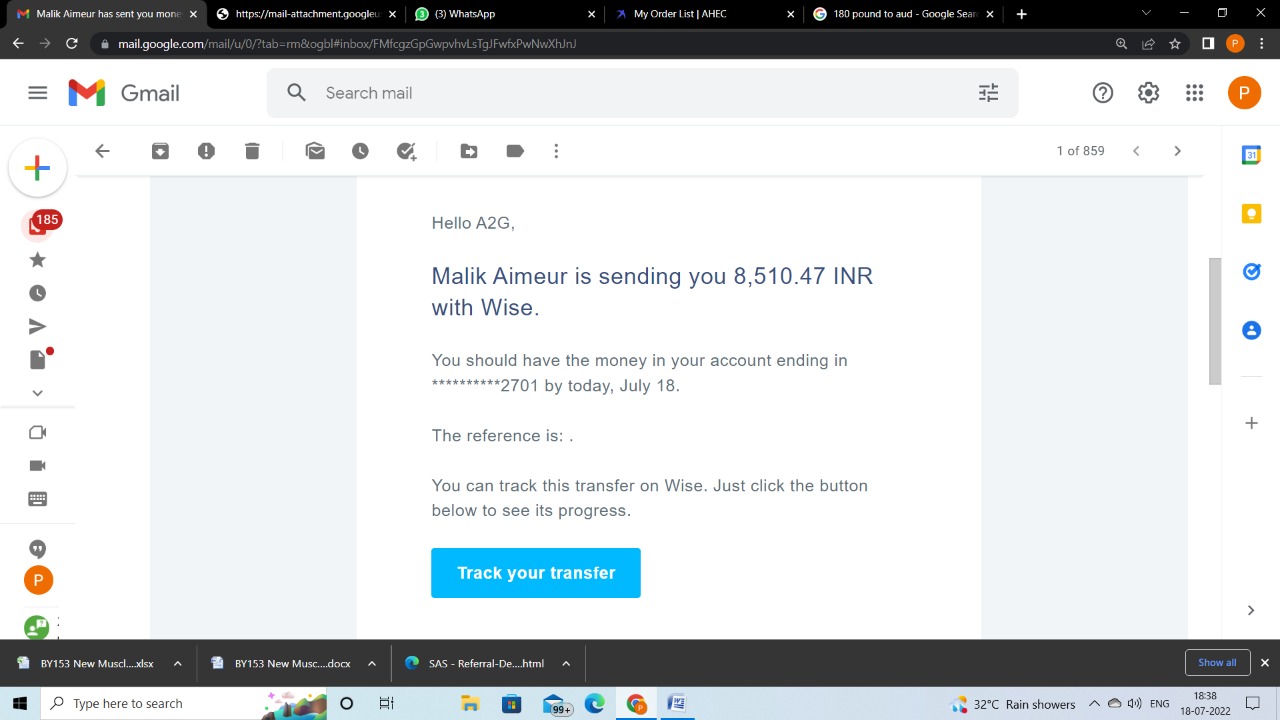 Malik Aimeur has sent you mone
https://mail-attachment.googleu
(3) WhatsApp
My Order List | AHEC
180 pound to aud - Google Sear
mail.google.com/mail/u/0/?tab=rm&ogbl#inbox/FMfcgzGpGwpvhvLsTgJFwfxPwNwXhJnJ
P
Gmail
Search mail
P
1 of 859
31
185
Hello A2G,
Malik Aimeur is sending you 8,510.47 INR
with Wise.
You should have the money in your account ending in
**********2701 by today, July 18.
The reference is: .
You can track this transfer on Wise. Just click the button
below to see its progress.
Track your transfer
P
BY153 New Muscl....xlsx
BY153 New Musc....docx
SAS - Referral-De....html
Show all
Type here to search
99+
32°C Rain showers
ENG
18:38
18-07-2022